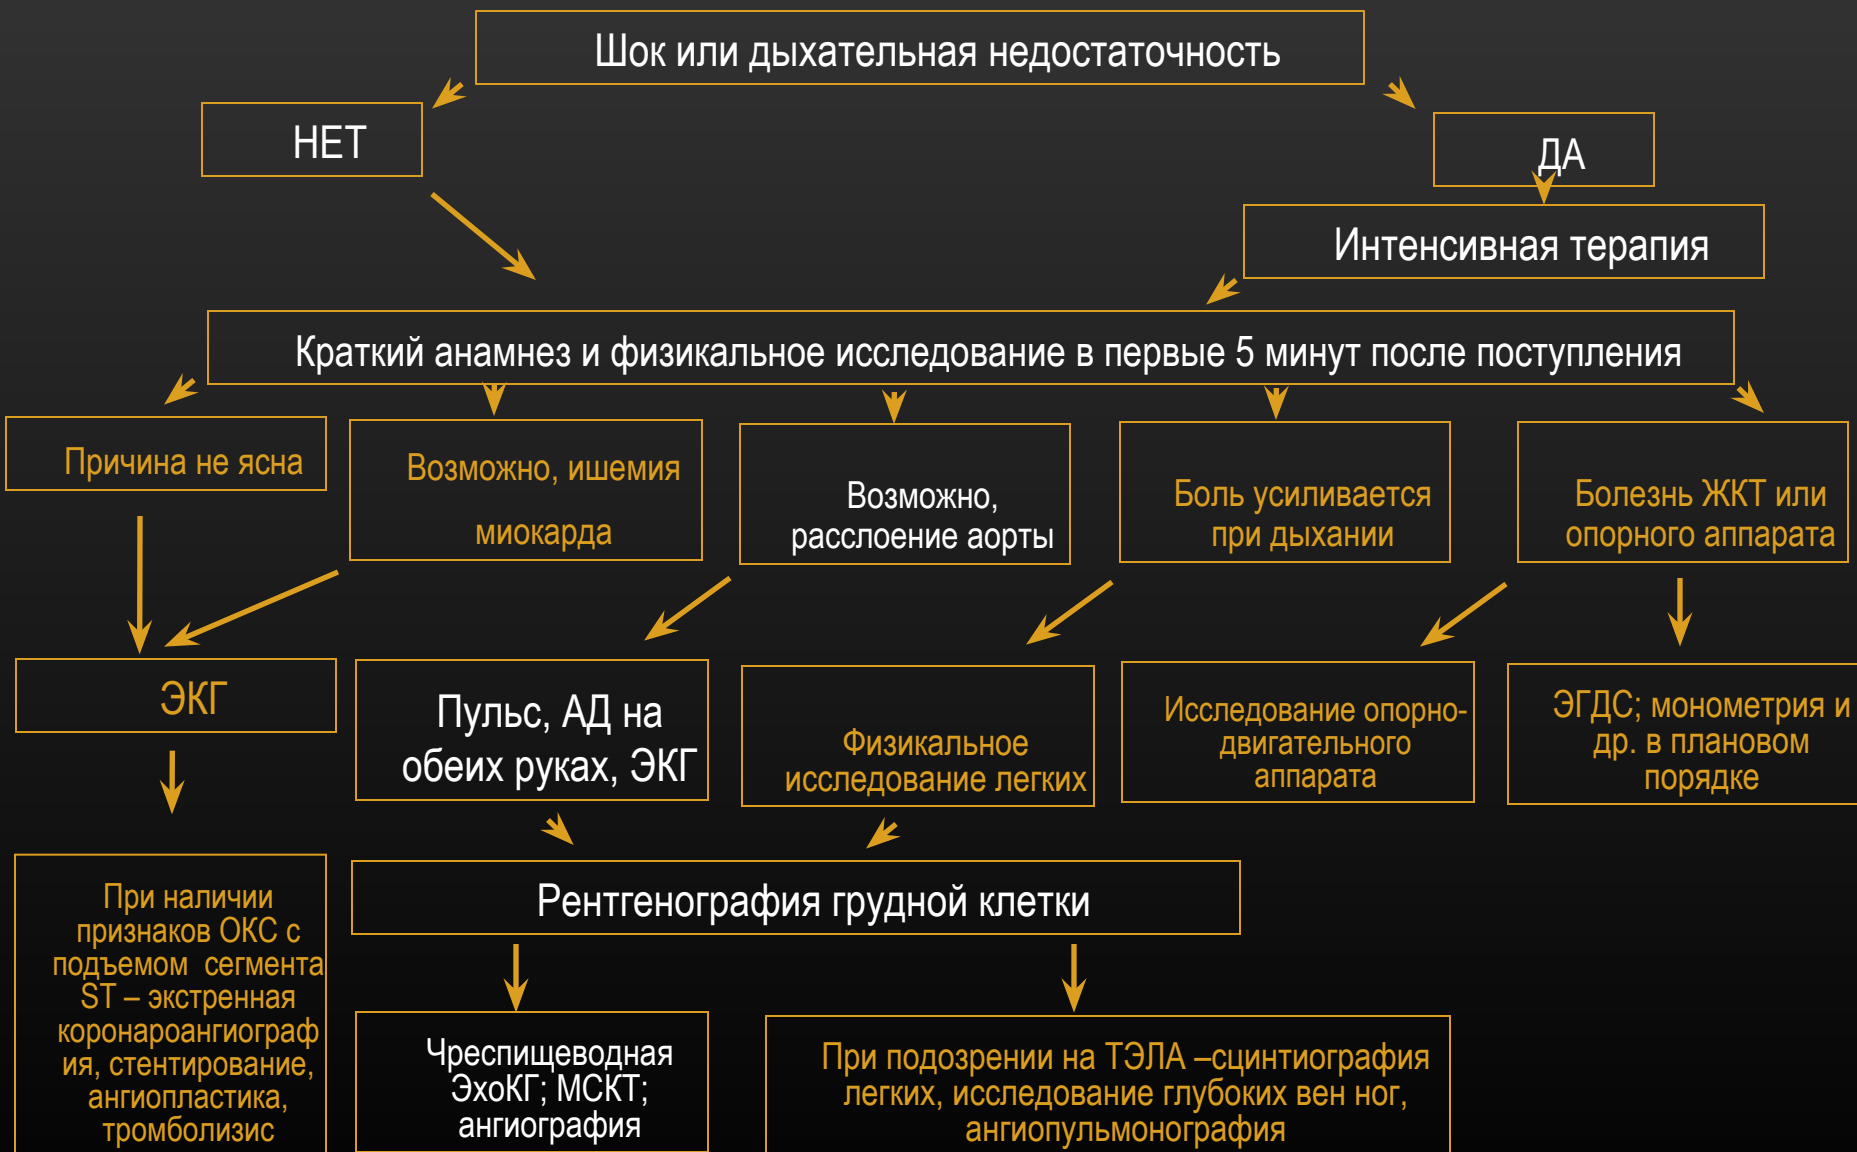 Шок или дыхательная недостаточность
НЕТ
ДА
Интенсивная терапия
Краткий анамнез и физикальное исследование в первые 5 минут после поступления
Причина не ясна
Возможно, ишемия
миокарда
Возможно,
расслоение аорты
Боль усиливается
при дыхании
Болезнь ЖКТ или
опорного аппарата
ЭКГ
Пульс, АД на
обеих руках, ЭКГ
Физикальное
исследование легких
Исследование опорно-
двигательного
аппарата
ЭГДС; монометрия и
др. в плановом
порядке
Рентгенография грудной клетки
При наличии
признаков ОКС с
подъемом сегмента
ST – экстренная
коронароангиограф
ия, стентирование,
ангиопластика,
тромболизис
Чреспищеводная
ЭхоКГ; МСКТ;
ангиография
При подозрении на ТЭЛА –сцинтиография
легких, исследование глубоких вен ног,
ангиопульмонография